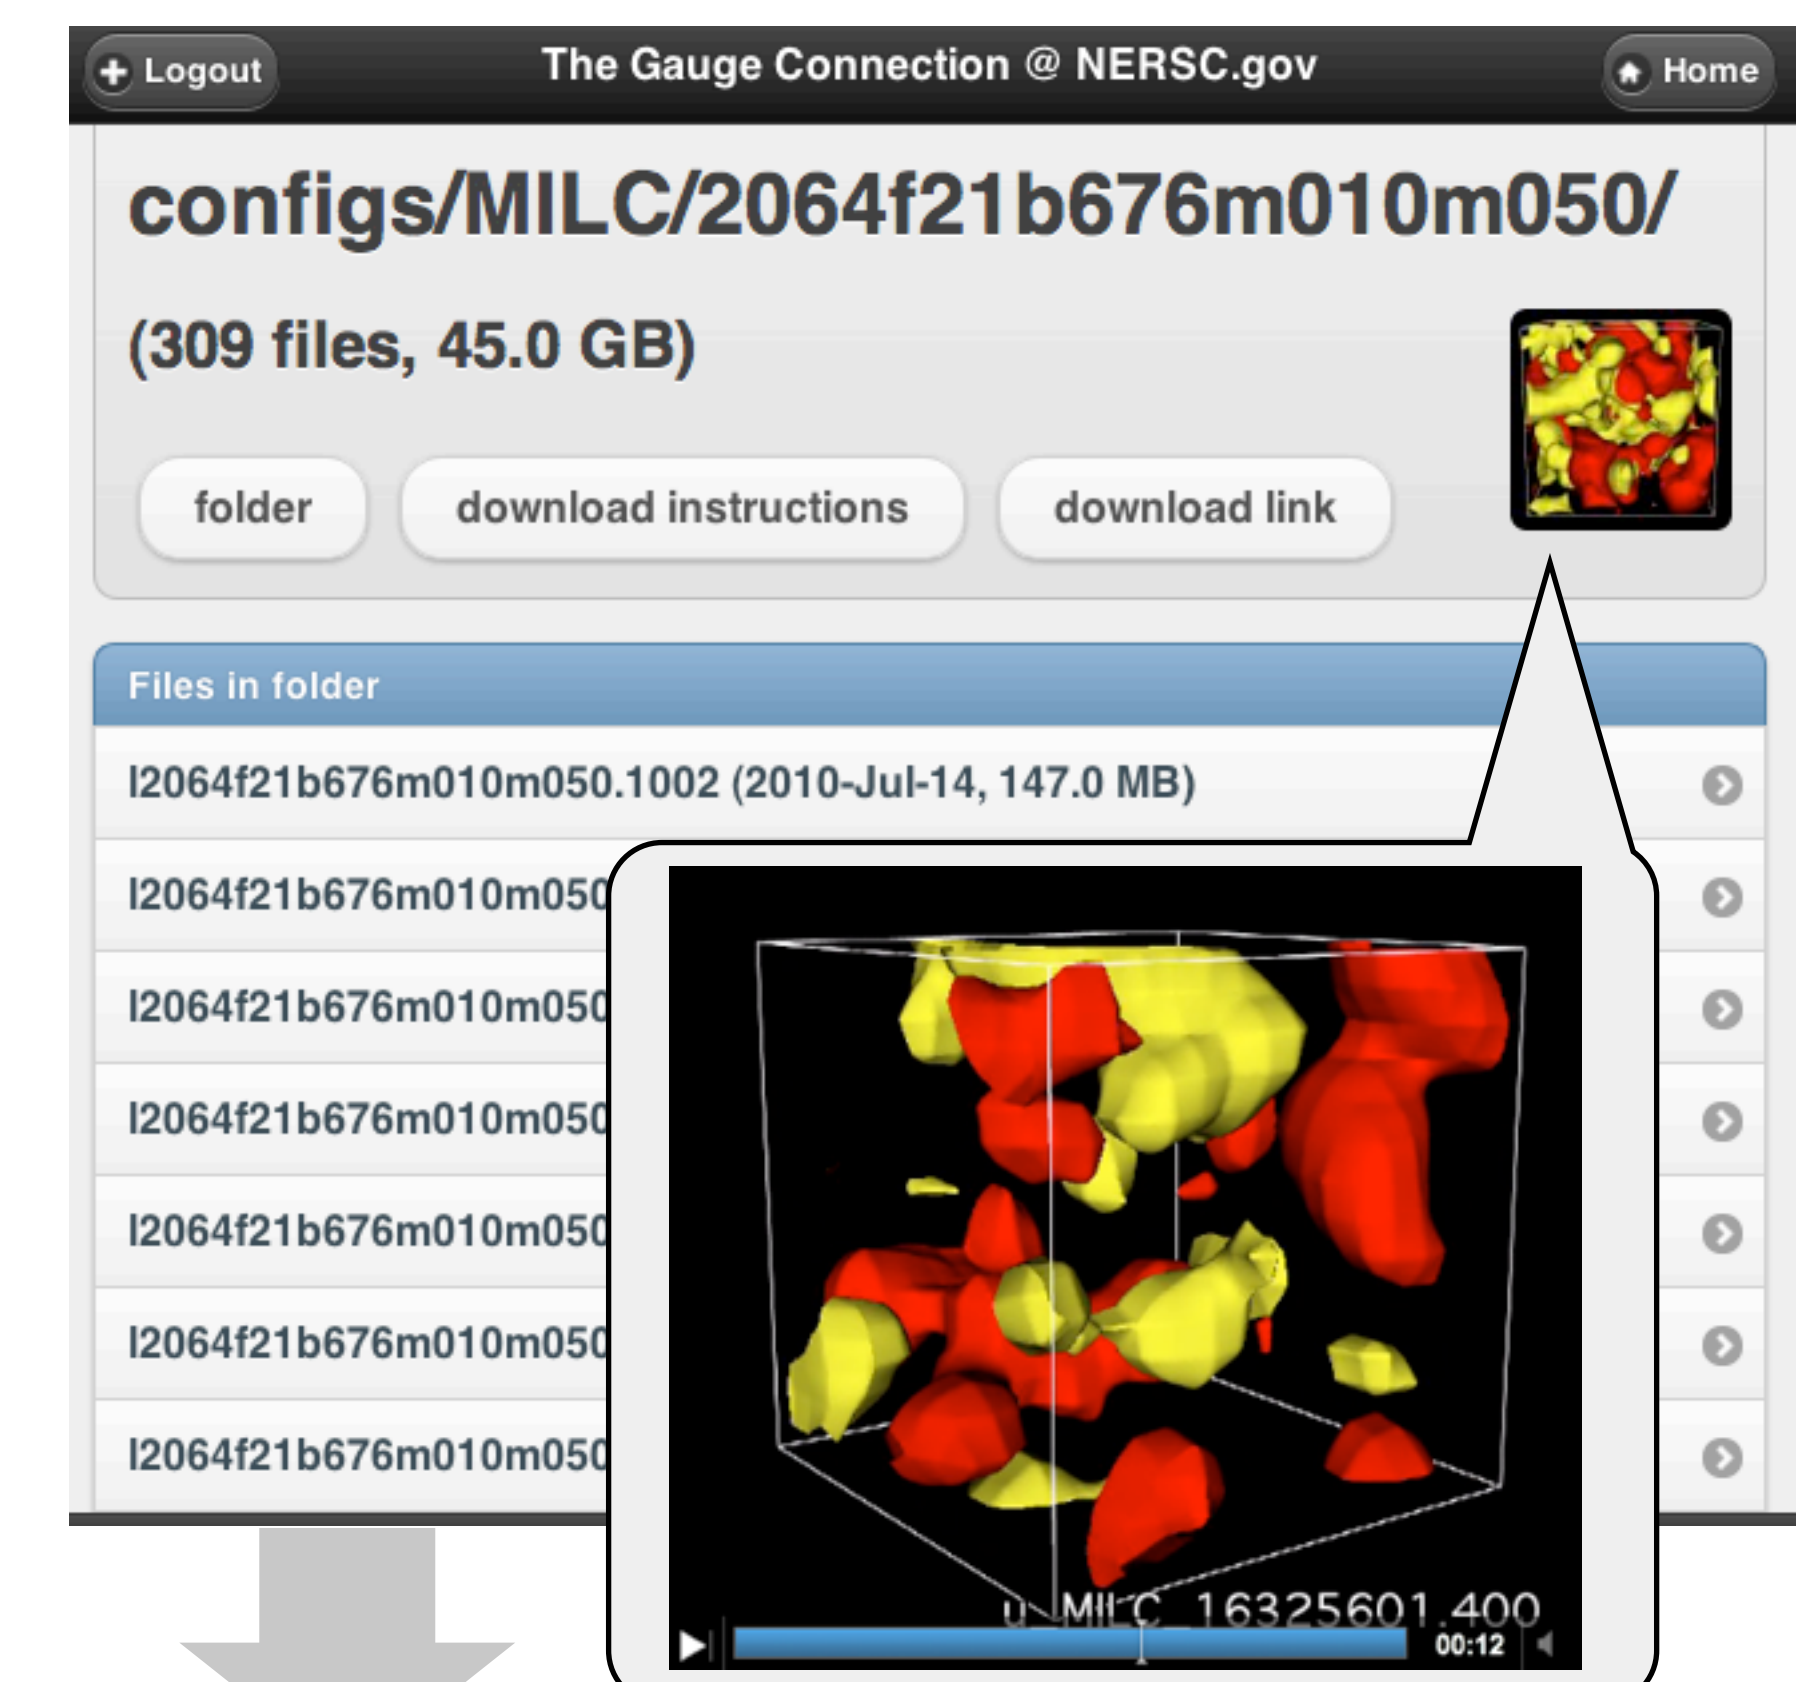 Logout
The Gauge Connection @ NERSC.gov
Home
configs/MILC/2064f21b676m010m050/
(309 files, 45.0 GB)
folder
download instructions
download link
Files in folder
l2064f21b676m010m050.1002 (2010-Jul-14, 147.0 MB)
l2064f21b676m010m050
l2064f21b676m010m050
l2064f21b676m010m050
l2064f21b676m010m050
l2064f21b676m010m050
l2064f21b676m010m050
u_MILC_16325601.400
00:12